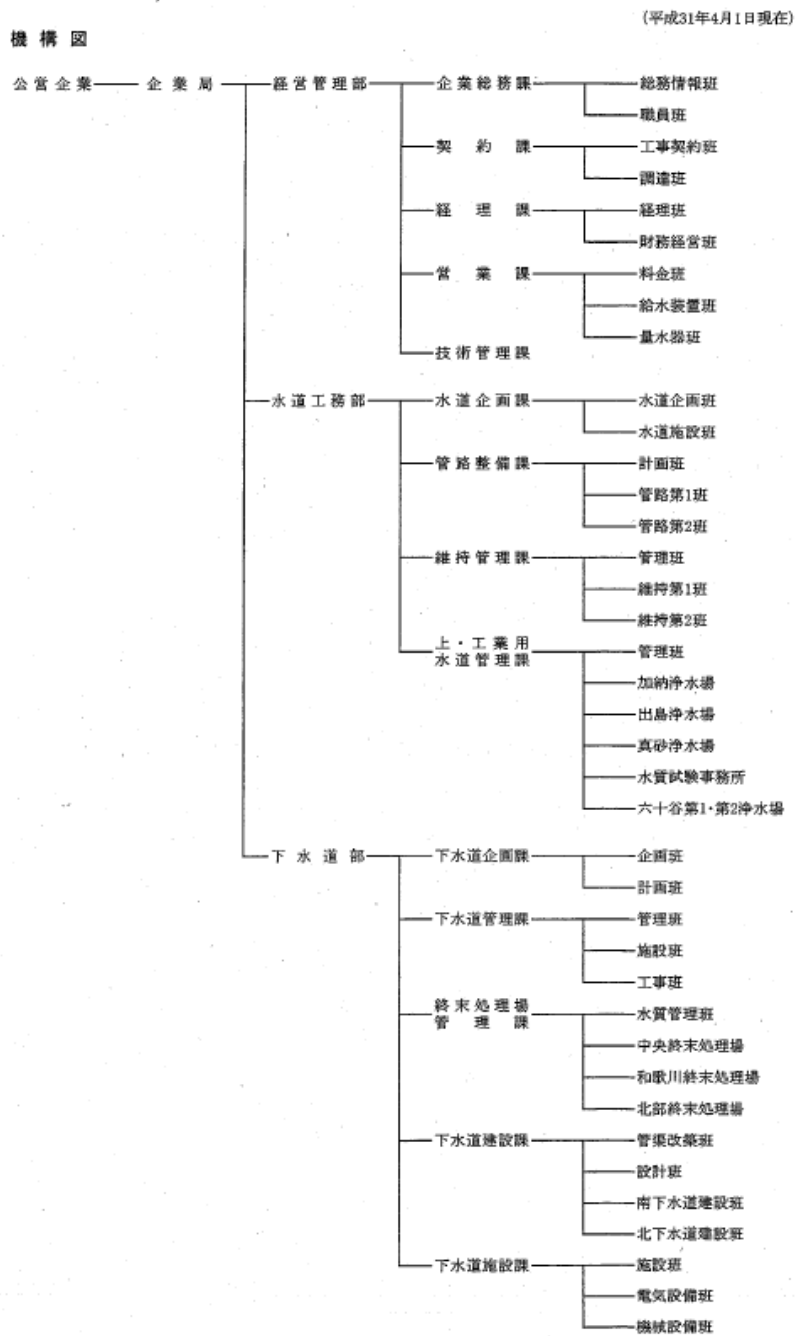 (平成31年4月1日現在)
機構図
公営企業 企業局 経営管理部 企業総務課 総務情報班
職員班
契約課 工事契約班
調達班
経理課 経理班
財務経営班
営業課 料金班
給水装置班
量水器班
技術管理課
水道工務部 水道企画課 水道企画班
水道施設班
管路整備課 計画班
管路第1班
管路第2班
維持管理課 管理班
維持第1班
維持第2班
上・工業用
水道管理課 管理班
加納浄水場
出島浄水場
真砂浄水場
水質試験事務所
六十谷第1・第2浄水場
下水道部 下水道企画課 企画班
計画班
下水道管理課 管理班
施設班
工事班
終末処理場
管理課 水質管理班
中央終末処理場
和歌川終末処理場
北部終末処理場
下水道建設課 管渠改築班
設計班
南下水道建設班
北下水道建設班
下水道施設課 施設班
電気設備班
機械設備班